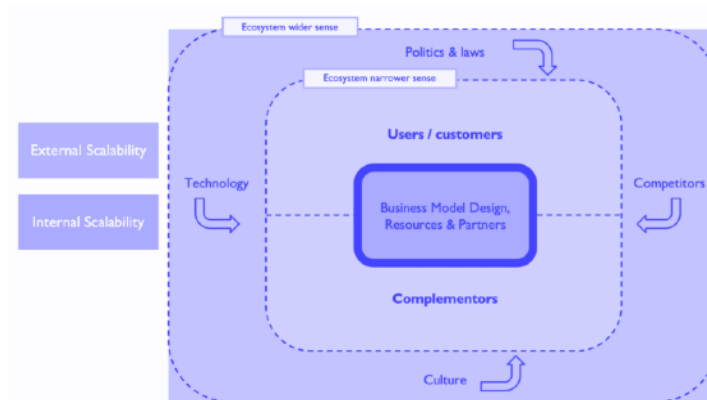 Ecosystem wider sense
Politics & laws
Ecosystem narrower sense
Users / customers
External Scalability
Technology
Competitors
Internal Scalability
Business Model Design,
Resources & Partners
Complementors
Culture